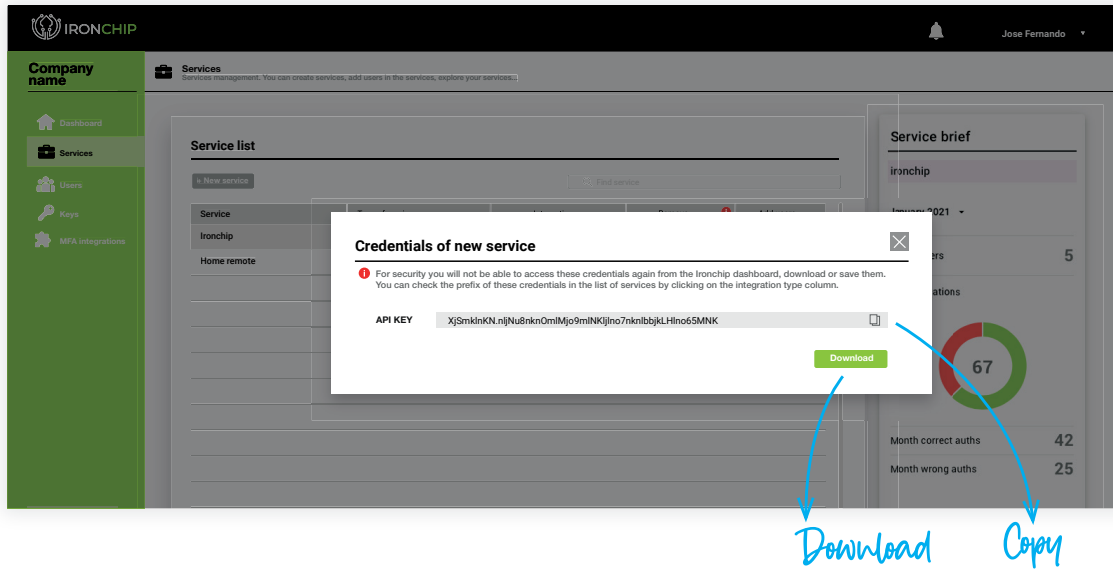 IRONCHIP
Jose Fernando
Company
name
Services
Services management. You can create services, add users in the services, explore your services...
Dashboard
Services
Users
Keys
MFA integrations
Service list
+ New service
Find service
Service
Ironchip
Home remote
Service brief
ironchip
January 2021
5
67
Month correct auths 42
Month wrong auths 25
Credentials of new service
For security you will not be able to access these credentials again from the Ironchip dashboard, download or save them.
You can check the prefix of these credentials in the list of services by clicking on the integration type column.
API KEY
Download
Download
Copy